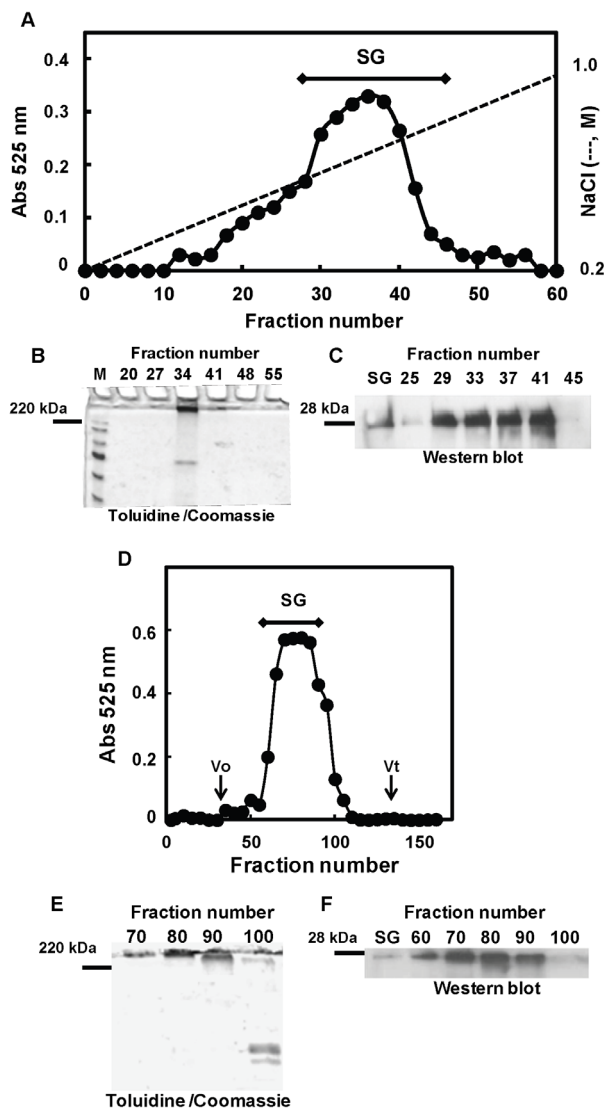 A
SG
0.4
0.3
0.2
0.1
0
Abs 525 nm
1.0
0.2
NaCl (---, M)
0 10 20 30 40 50 60
Fraction number
B
Fraction number
M 20 27 34 41 48 55
220 kDa
Toluidine /Coomassie
C
Fraction number
SG 25 29 33 37 41 45
28 kDa
Western blot
D
SG
0.6
0.4
0.2
0
Abs 525 nm
Vo
Vt
0 50 100 150
Fraction number
E
Fraction number
70 80 90 100
220 kDa
Toluidine /Coomassie
F
Fraction number
SG 60 70 80 90 100
28 kDa
Western blot